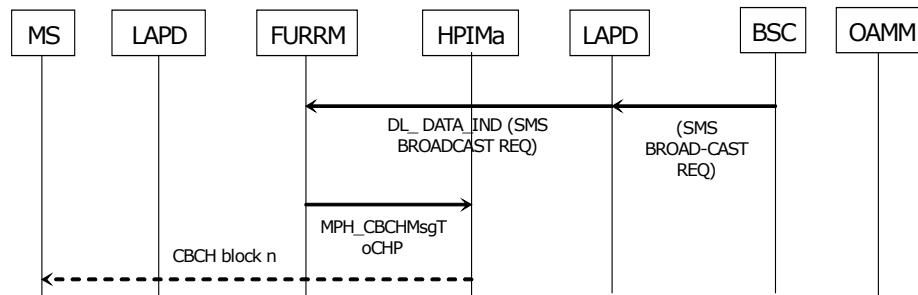 MS
LAPD
FURRM
HPIMa
LAPD
BSC
OAMM
DL_ DATA_IND (SMS
BROADCAST REQ)
(SMS
BROAD-CAST
REQ)
MPH_CBCHMsgT
oCHP
CBCH block n